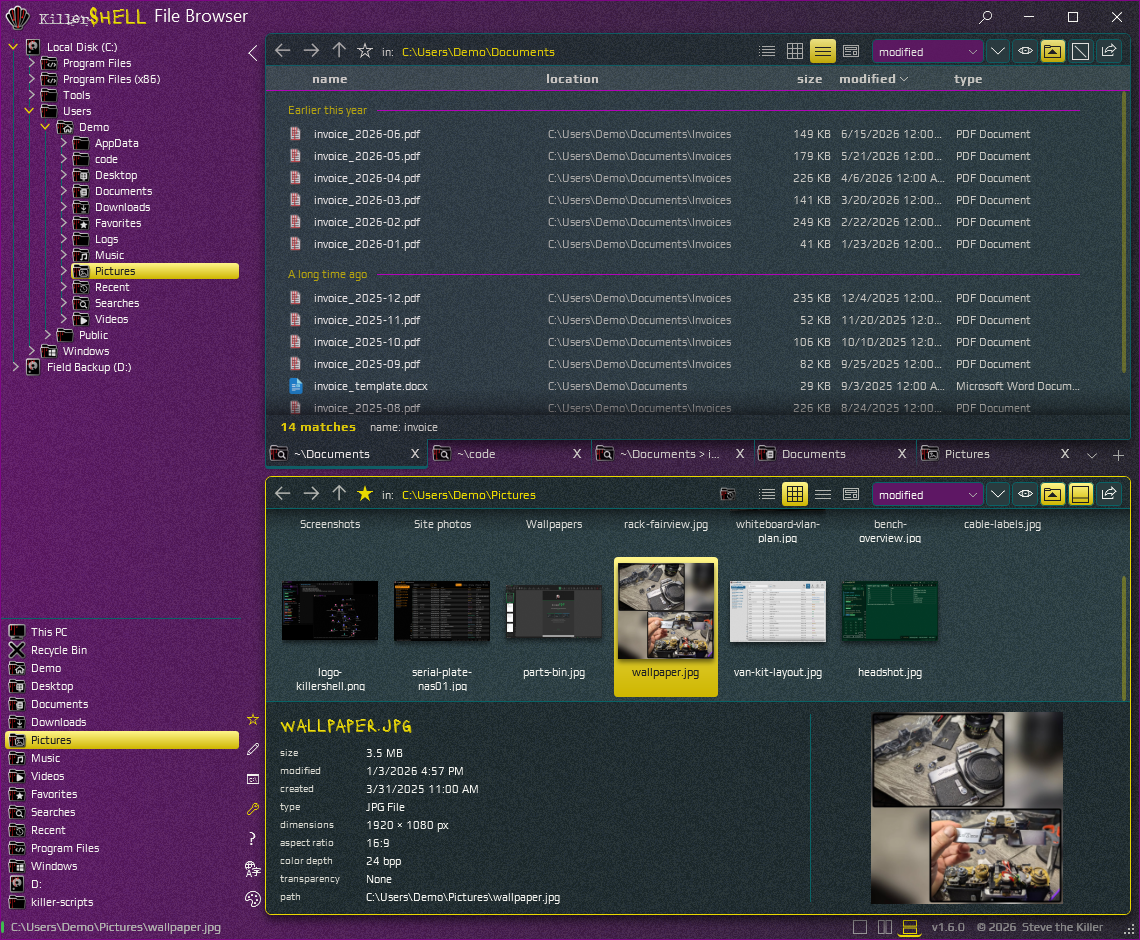 Killer$HELL File Browser
Local Disk (C:)
Program Files
Program Files (x86)
Tools
Users
Demo
AppData
code
Desktop
Documents
Downloads
Favorites
Logs
Music
Pictures
Recent
Searches
Videos
Public
Windows
Field Backup (D:)
This PC
Recycle Bin
Demo
Desktop
Documents
Downloads
Pictures
Music
Videos
Favorites
Searches
Recent
Program Files
Windows
D:
killer-scripts
in: C:\Users\Demo\Documents modified
name location size modified type
Earlier this year
invoice_2026-06.pdf C:\Users\Demo\Documents\Invoices 149 KB 6/15/2026 12:00... PDF Document
invoice_2026-05.pdf C:\Users\Demo\Documents\Invoices 179 KB 5/21/2026 12:00... PDF Document
invoice_2026-04.pdf C:\Users\Demo\Documents\Invoices 226 KB 4/6/2026 12:00 A... PDF Document
invoice_2026-03.pdf C:\Users\Demo\Documents\Invoices 141 KB 3/20/2026 12:00... PDF Document
invoice_2026-02.pdf C:\Users\Demo\Documents\Invoices 249 KB 2/22/2026 12:00... PDF Document
invoice_2026-01.pdf C:\Users\Demo\Documents\Invoices 41 KB 1/23/2026 12:00... PDF Document
A long time ago
invoice_2025-12.pdf C:\Users\Demo\Documents\Invoices 235 KB 12/4/2025 12:00... PDF Document
invoice_2025-11.pdf C:\Users\Demo\Documents\Invoices 52 KB 11/20/2025 12:00... PDF Document
invoice_2025-10.pdf C:\Users\Demo\Documents\Invoices 106 KB 10/10/2025 12:00... PDF Document
invoice_2025-09.pdf C:\Users\Demo\Documents\Invoices 82 KB 9/25/2025 12:00... PDF Document
invoice_template.docx C:\Users\Demo\Documents 29 KB 9/3/2025 12:00 A... Microsoft Word Docum...
invoice_2025-08.pdf C:\Users\Demo\Documents\Invoices 226 KB 8/24/2025 12:00... PDF Document
14 matches name: invoice
~\Documents X ~\code X ~\Documents > i... X Documents X Pictures X
in: C:\Users\Demo\Pictures modified
Screenshots Site photos Wallpapers rack-fairview.jpg whiteboard-vlan-plan.jpg bench-overview.jpg cable-labels.jpg
logo-killershell.png serial-plate-nas01.jpg parts-bin.jpg wallpaper.jpg van-kit-layout.jpg headshot.jpg
WALLPAPER.JPG
size 3.5 MB
modified 1/3/2026 4:57 PM
created 3/31/2025 11:00 AM
type JPG File
dimensions 1920 × 1080 px
aspect ratio 16:9
color depth 24 bpp
transparency None
path C:\Users\Demo\Pictures\wallpaper.jpg
C:\Users\Demo\Pictures\wallpaper.jpg v1.6.0 © 2026 Steve the Killer